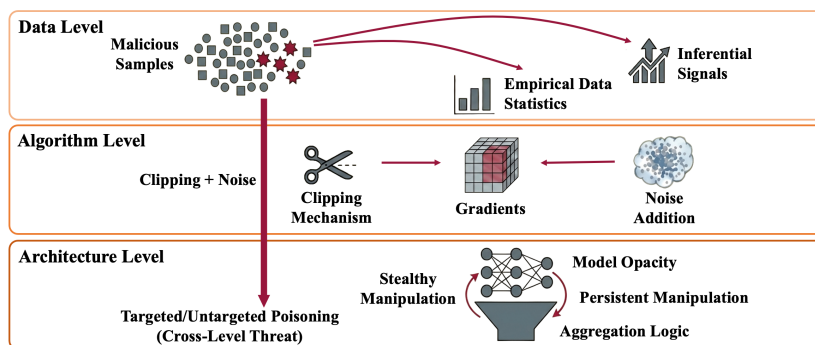 Data Level
Malicious
Samples
Empirical Data
Statistics
Inferential
Signals
Algorithm Level
Clipping + Noise
Clipping
Mechanism
Gradients
Noise
Addition
Architecture Level
Stealthy
Manipulation
Model Opacity
Persistent Manipulation
Aggregation Logic
Targeted/Untargeted Poisoning
(Cross-Level Threat)